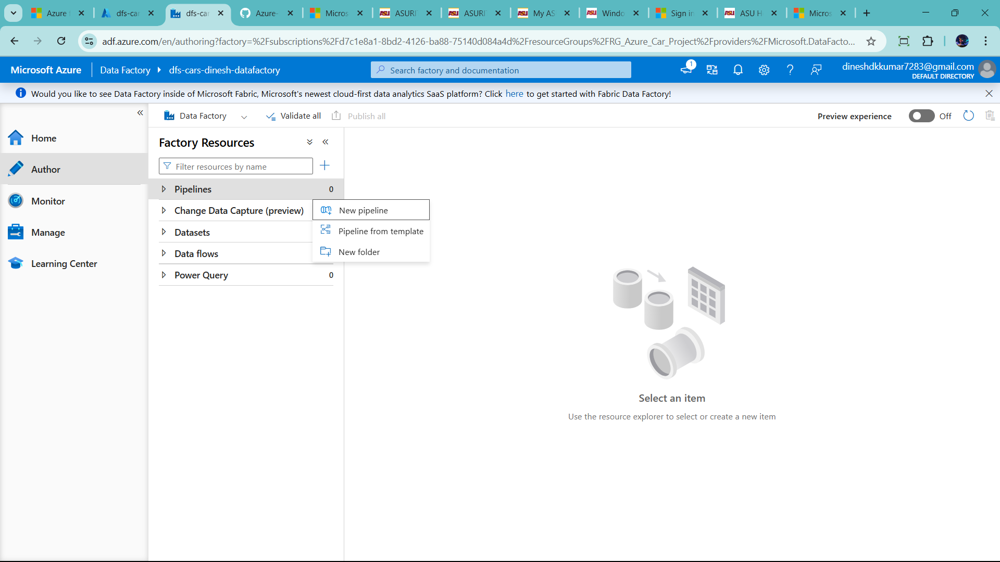 Azure
dfs-car
dfs-car
Azure-
Micros
ASURI
ASURI
My AS
Windo
Sign in
ASU H
Micros
adf.azure.com/en/authoring?factory=%2Fsubscriptions%2Fd7c1e8a1-8bd2-4126-ba88-75140d084a4d%2FresourceGroups%2FRG_Azure_Car_Project%2Fproviders%2FMicrosoft.DataFacto...
Microsoft Azure
Data Factory
dfs-cars-dinesh-datafactory
Search factory and documentation
1
dineshdkkumar7283@gmail.com
DEFAULT DIRECTORY
Would you like to see Data Factory inside of Microsoft Fabric, Microsoft's newest cloud-first data analytics SaaS platform? Click here to get started with Fabric Data Factory!
Data Factory
Validate all
Publish all
Preview experience
Off
Home
Author
Monitor
Manage
Learning Center
Factory Resources
Filter resources by name
Pipelines 0
Change Data Capture (preview)
Datasets
Data flows
Power Query 0
New pipeline
Pipeline from template
New folder
Select an item
Use the resource explorer to select or create a new item